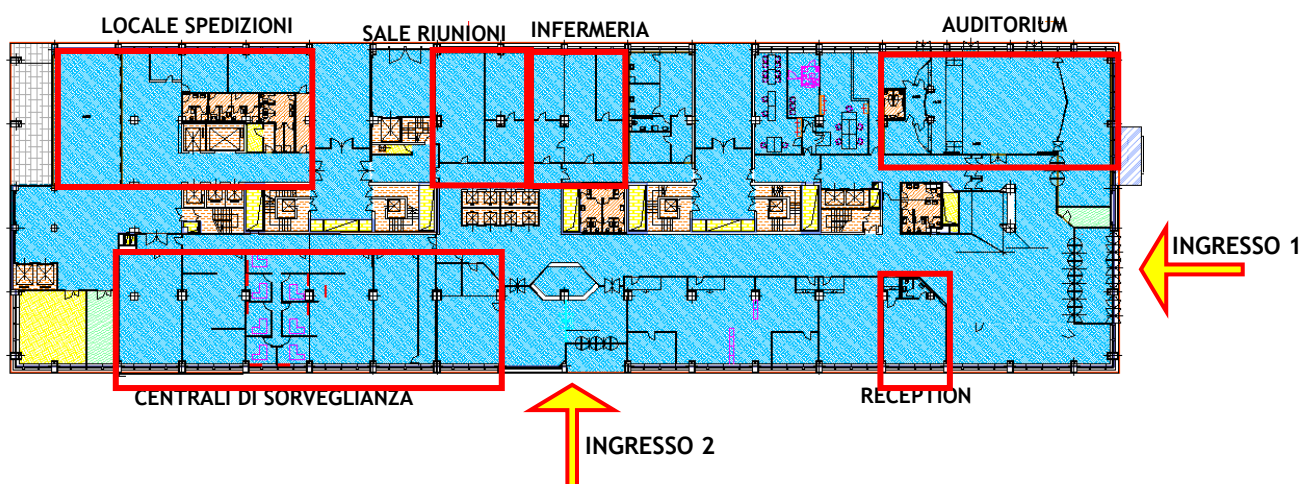 LOCALE SPEDIZIONI
SALE RIUNIONI
INFERMERIA
AUDITORIUM
INGRESSO 1
CENTRALI DI SORVEGLIANZA
RECEPTION
INGRESSO 2